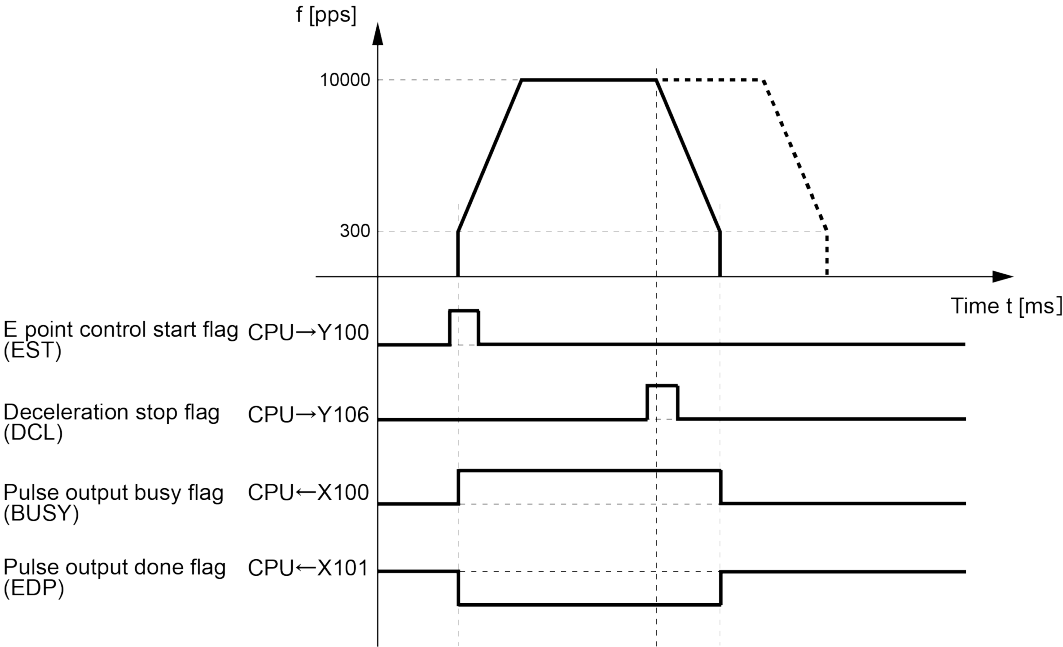 f [pps]
10000
300
Time t [ms]
E point control start flag
(EST)
CPU→Y100
Deceleration stop flag
(DCL)
CPU→Y106
Pulse output busy flag
(BUSY)
CPU←X100
Pulse output done flag
(EDP)
CPU←X101